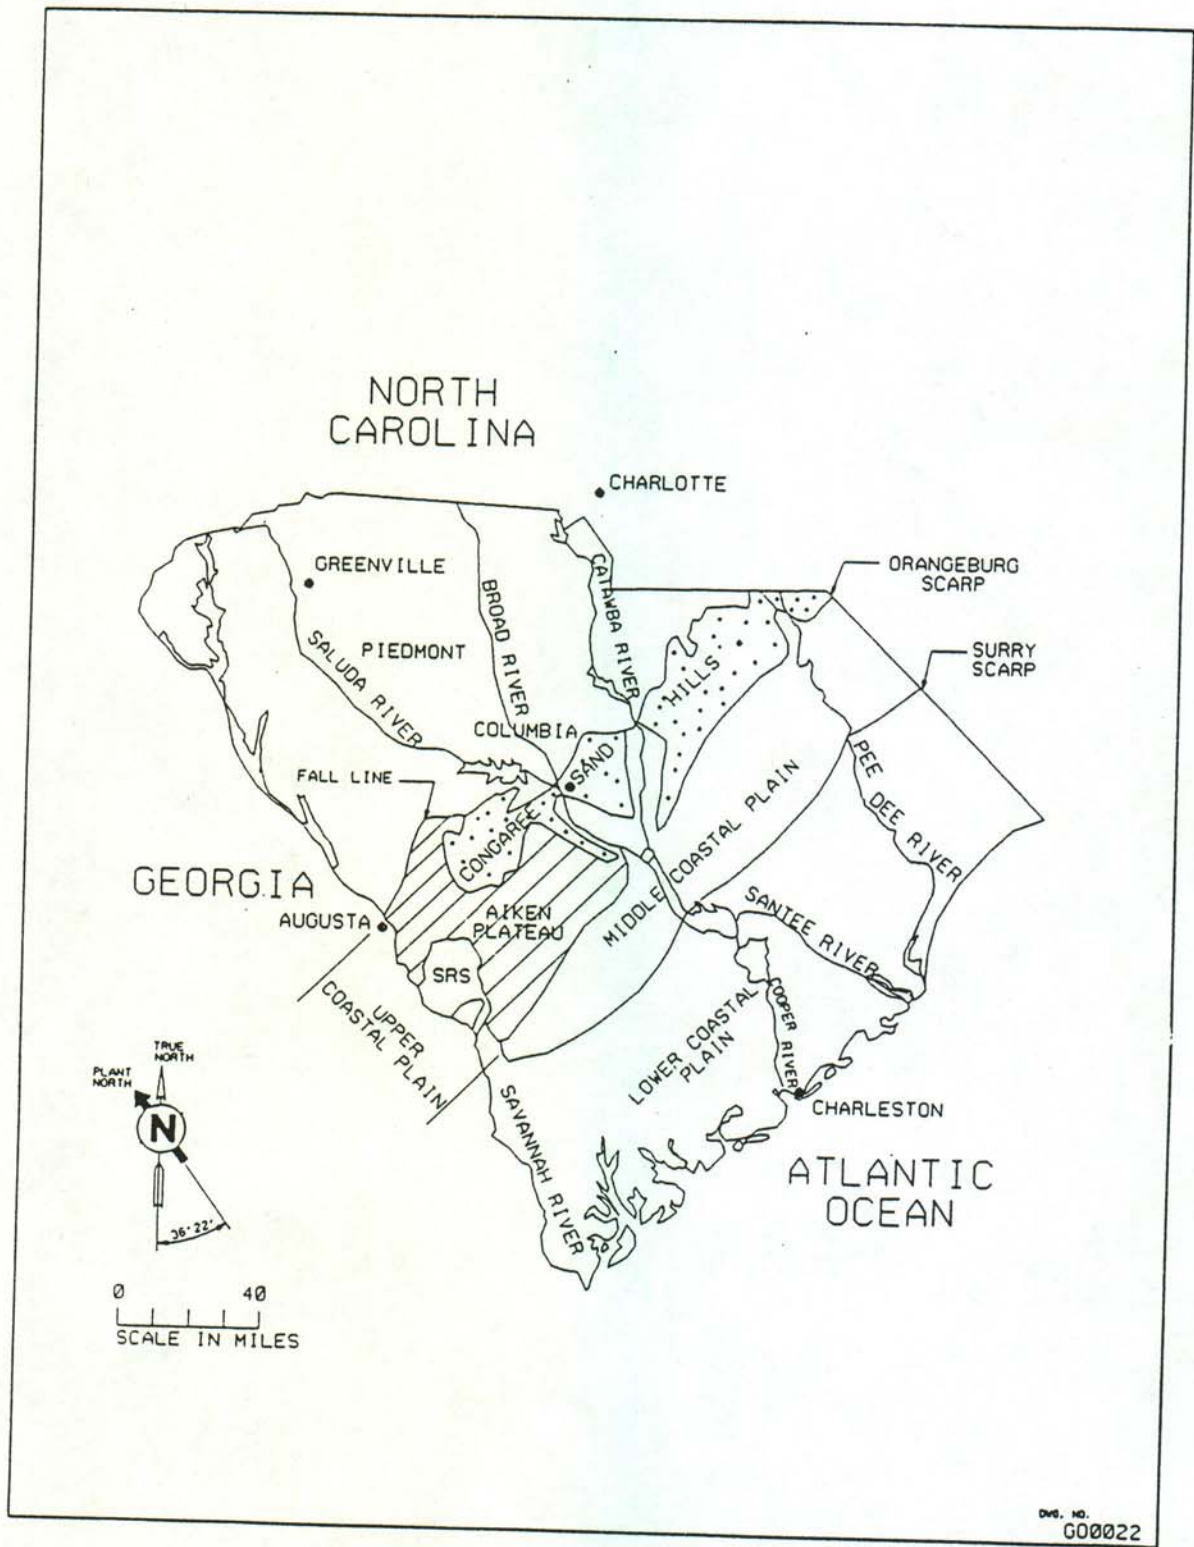 NORTH
CAROLINA
CHARLOTTE
GREENVILLE
ORANGEBURG
SCARP
BROAD RIVER
CATAWBA RIVER
PIEDMONT
SALUDA RIVER
SURRY
SCARP
HILLS
COLUMBIA
SAND
FALL LINE
PEE DEE RIVER
CONGAREE
MIDDLE COASTAL PLAIN
GEORGIA
AUGUSTA
AIKEN
PLATEAU
SANTEE RIVER
SRS
UPPER
COASTAL PLAIN
COOPER RIVER
LOWER COASTAL
PLAIN
TRUE
NORTH
PLANT
NORTH
N
SAVANNAH RIVER
CHARLESTON
ATLANTIC
OCEAN
36°22'
0 40
SCALE IN MILES
DWG. NO.
GO0022